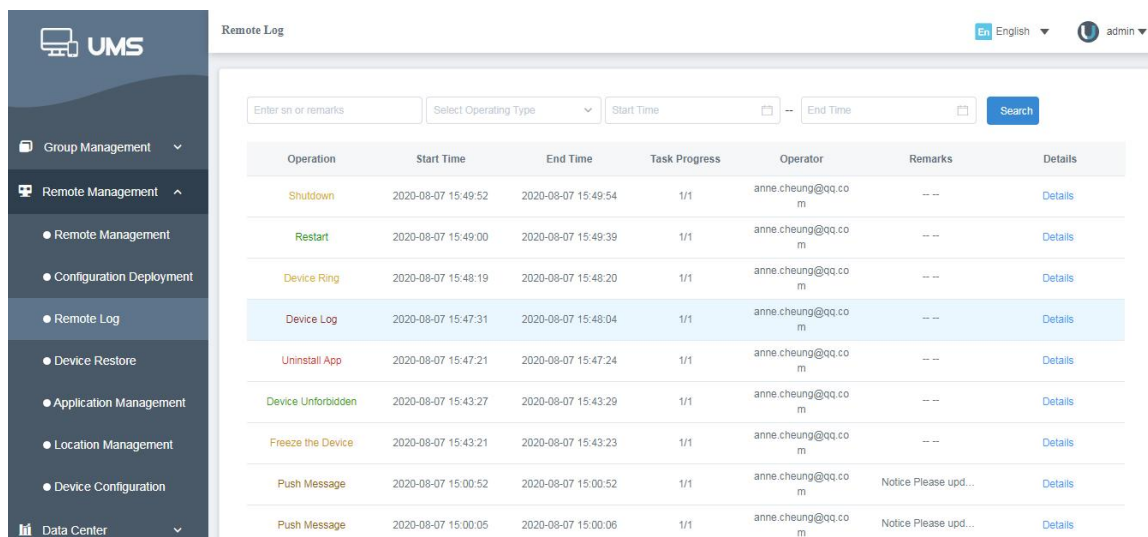 UMS
Remote Log
En English
admin
Enter sn or remarks
Select Operating Type
Start Time
--
End Time
Search
Group Management
Remote Management
Remote Management
Configuration Deployment
Remote Log
Device Restore
Application Management
Location Management
Device Configuration
Data Center
Operation Start Time End Time Task Progress Operator Remarks Details
Shutdown 2020-08-07 15:49:52 2020-08-07 15:49:54 1/1 anne.cheung@qq.co -- -- Details
m
Restart 2020-08-07 15:49:00 2020-08-07 15:49:39 1/1 anne.cheung@qq.co -- -- Details
m
Device Ring 2020-08-07 15:48:19 2020-08-07 15:48:20 1/1 anne.cheung@qq.co -- -- Details
m
Device Log 2020-08-07 15:47:31 2020-08-07 15:48:04 1/1 anne.cheung@qq.co -- -- Details
m
Uninstall App 2020-08-07 15:47:21 2020-08-07 15:47:24 1/1 anne.cheung@qq.co -- -- Details
m
Device Unforbidden 2020-08-07 15:43:27 2020-08-07 15:43:29 1/1 anne.cheung@qq.co -- -- Details
m
Freeze the Device 2020-08-07 15:43:21 2020-08-07 15:43:23 1/1 anne.cheung@qq.co -- -- Details
m
Push Message 2020-08-07 15:00:52 2020-08-07 15:00:52 1/1 anne.cheung@qq.co Notice Please upd... Details
m
Push Message 2020-08-07 15:00:05 2020-08-07 15:00:06 1/1 anne.cheung@qq.co Notice Please upd... Details
m